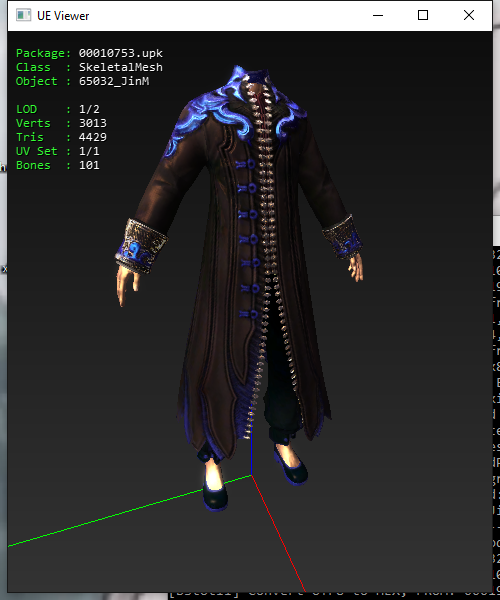 UE Viewer
Package: 00010753.upk
Class : SkeletalMesh
Object : 65032_JinM
LOD : 1/2
Verts : 3013
Tris : 4429
UV Set : 1/1
Bones : 101